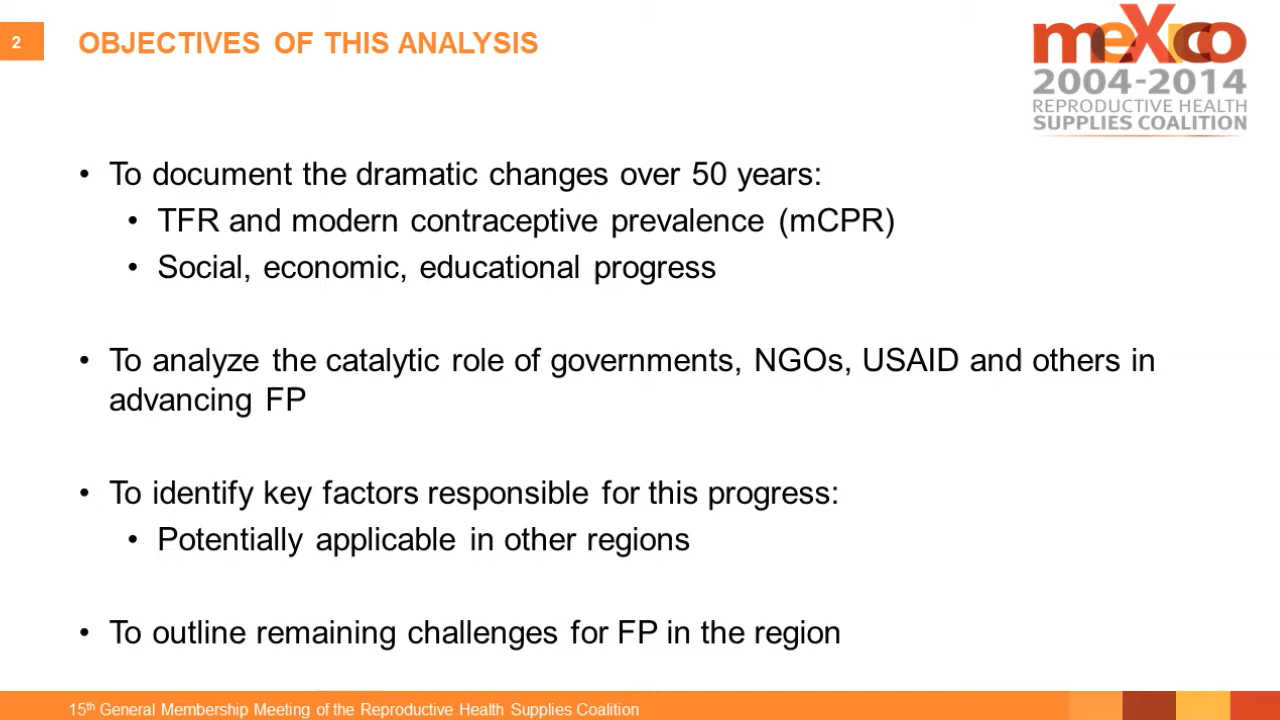 2
OBJECTIVES OF THIS ANALYSIS
meXico
2004-2014
REPRODUCTIVE HEALTH
SUPPLIES COALITION
• To document the dramatic changes over 50 years:
• TFR and modern contraceptive prevalence (mCPR)
• Social, economic, educational progress
• To analyze the catalytic role of governments, NGOs, USAID and others in
advancing FP
• To identify key factors responsible for this progress:
• Potentially applicable in other regions
• To outline remaining challenges for FP in the region
15th General Membership Meeting of the Reproductive Health Supplies Coalition